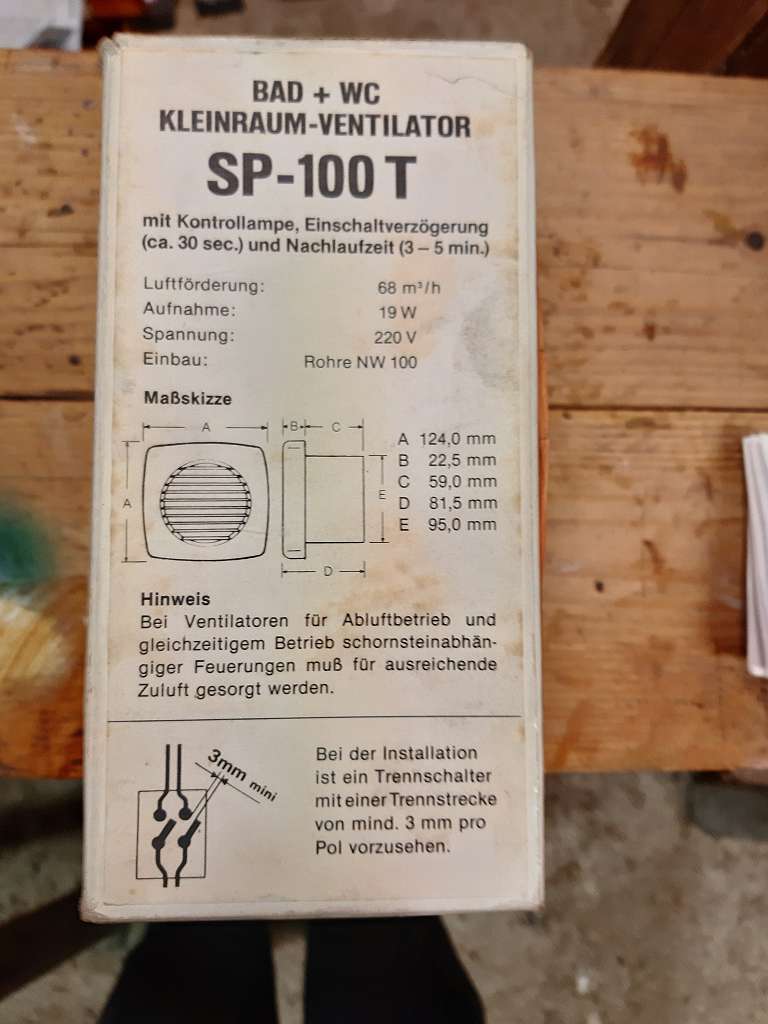 BAD + WC
KLEINRAUM-VENTILATOR
SP-100 T
mit Kontrollampe, Einschaltverzögerung
(ca. 30 sec.) und Nachlaufzeit (3 – 5 min.)
Luftförderung: 68 m³/h
Aufnahme: 19 W
Spannung: 220 V
Einbau: Rohre NW 100
Maßskizze
A B C
A E
D
A 124,0 mm
B 22,5 mm
C 59,0 mm
D 81,5 mm
E 95,0 mm
Hinweis
Bei Ventilatoren für Abluftbetrieb und
gleichzeitigem Betrieb schornsteinabhän-
giger Feuerungen muß für ausreichende
Zuluft gesorgt werden.
3mm mini
Bei der Installation
ist ein Trennschalter
mit einer Trennstrecke
von mind. 3 mm pro
Pol vorzusehen.